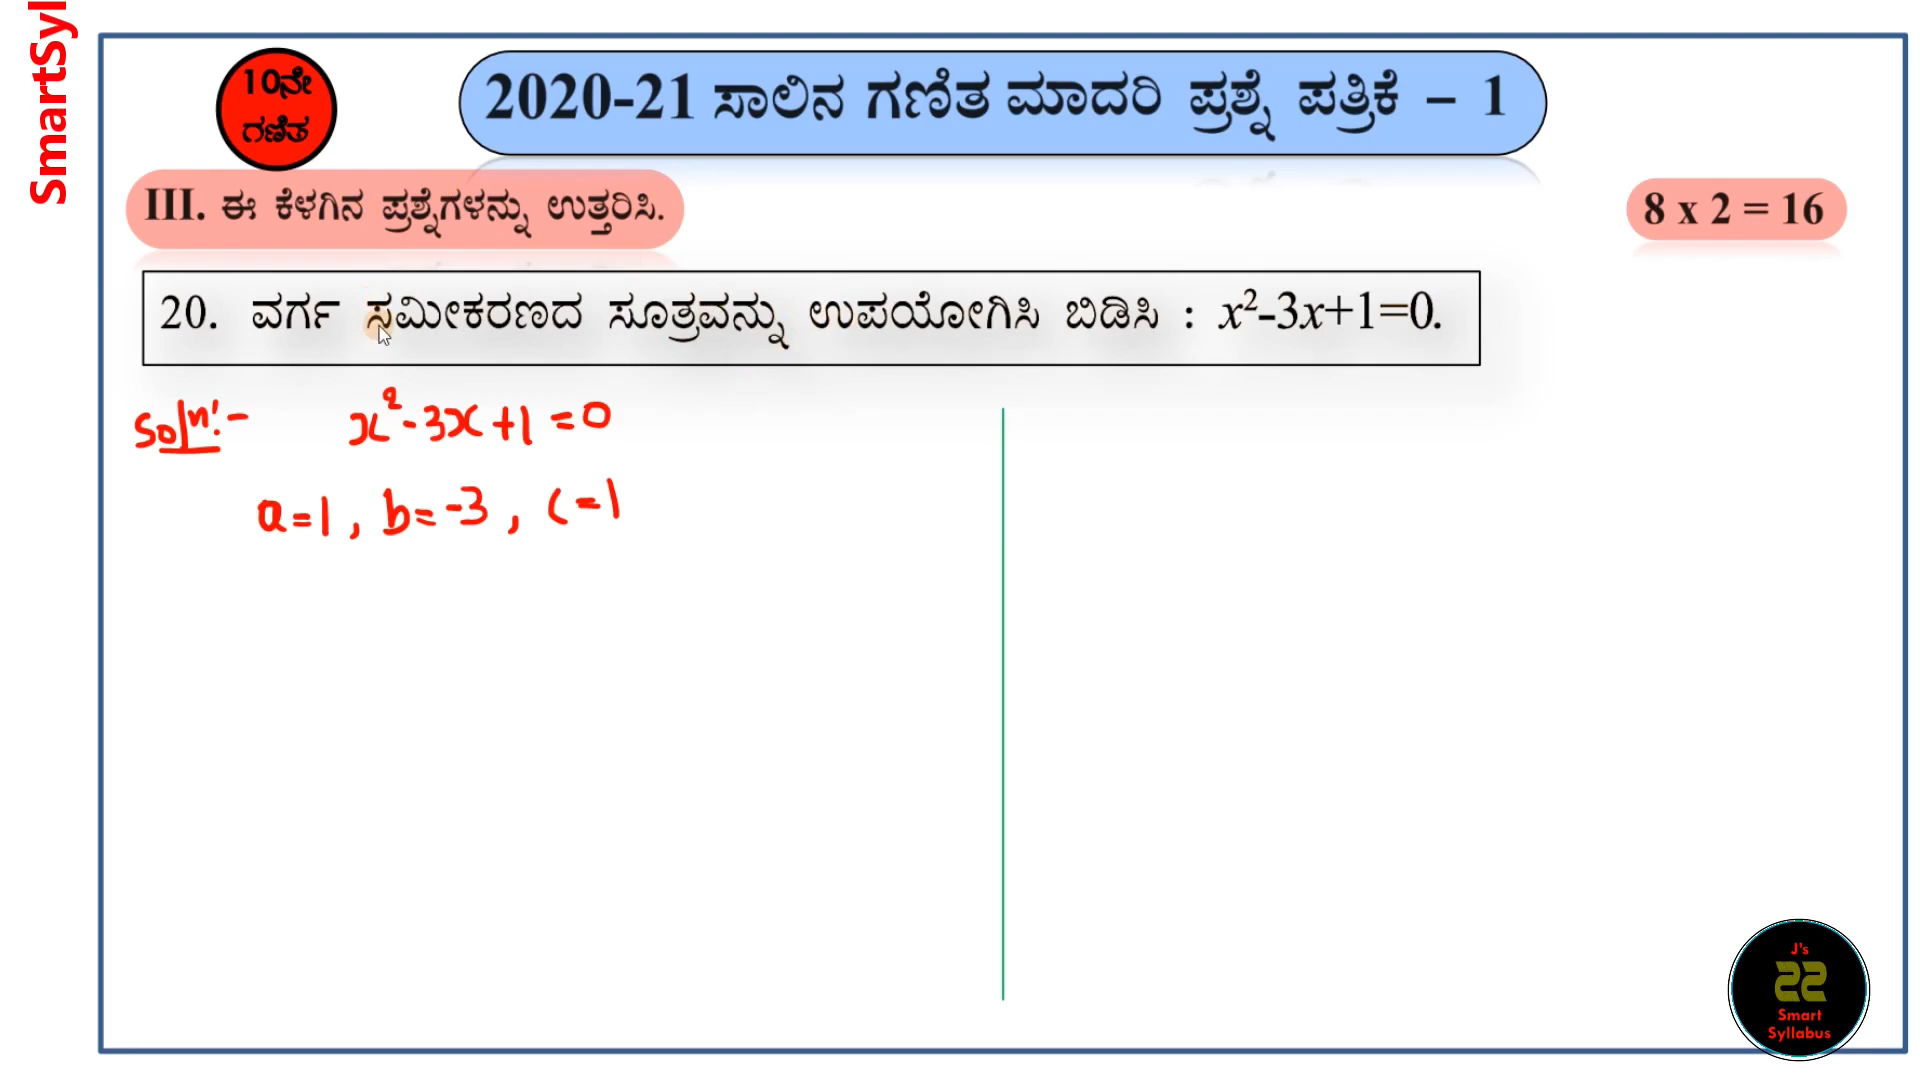 SmartSyl
10ನೇ
ಗಣಿತ
2020-21 ಸಾಲಿನ ಗಣಿತ ಮಾದರಿ ಪ್ರಶ್ನೆ ಪತ್ರಿಕೆ – 1
III. ಈ ಕೆಳಗಿನ ಪ್ರಶ್ನೆಗಳನ್ನು ಉತ್ತರಿಸಿ.
8 x 2 = 16
20. ವರ್ಗ ಸಮೀಕರಣದ ಸೂತ್ರವನ್ನು ಉಪಯೋಗಿಸಿ ಬಿಡಿಸಿ : x²-3x+1=0.
Soln:- x²-3x+1=0
a=1, b=-3, c=1
J's
SS
Smart
Syllabus